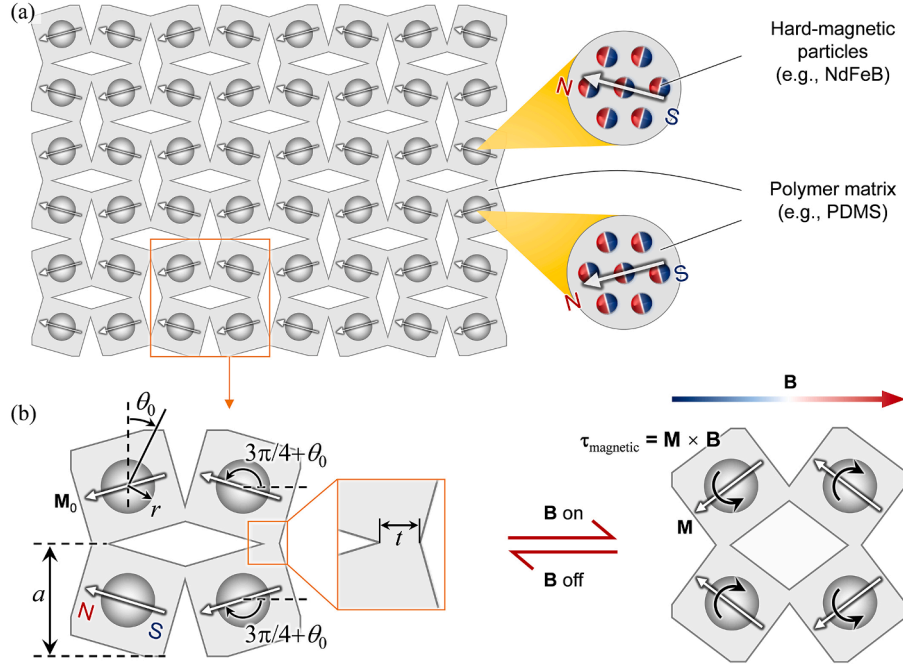 (a)
Hard-magnetic
particles
(e.g., NdFeB)
N
S
Polymer matrix
(e.g., PDMS)
S
N
(b)
θ₀
3π/4+θ₀
M₀
r
t
a
N
S
3π/4+θ₀
B on
B off
B
τmagnetic = M × B
M